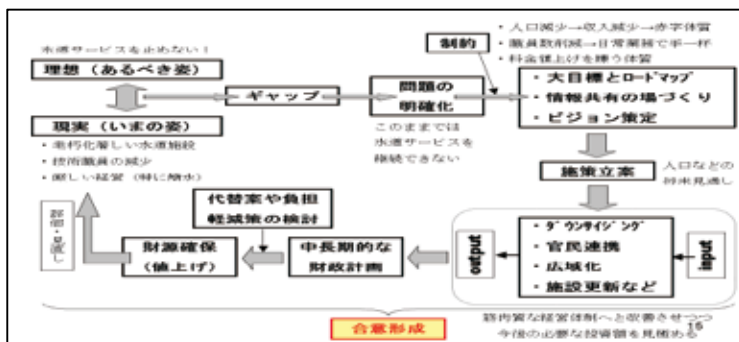 水道サービスを止めない！
理想（あるべき姿）
ギャップ
現実（いまの姿）
・老朽化著しい水道施設
・技術職員の減少
・厳しい経営（特に簡水）
問題の
明確化
このままでは
水道サービスを
継続できない
制約
・人口減少→収入減少→赤字体質
・職員数削減→日常業務で手一杯
・料金値上げを嫌う体質
・大目標とロードマップ
・情報共有の場づくり
・ビジョン策定
施策立案
人口などの
将来見通し
・ﾀﾞｳﾝｻｲｼﾞﾝｸﾞ
・官民連携
・広域化
・施設更新など
input
output
中長期的な
財政計画
代替案や負担
軽減策の検討
財源確保
（値上げ）
評価・見直し
合意形成
筋肉質な経営体制へと改善させつつ
今後の必要な投資額を見極める
16